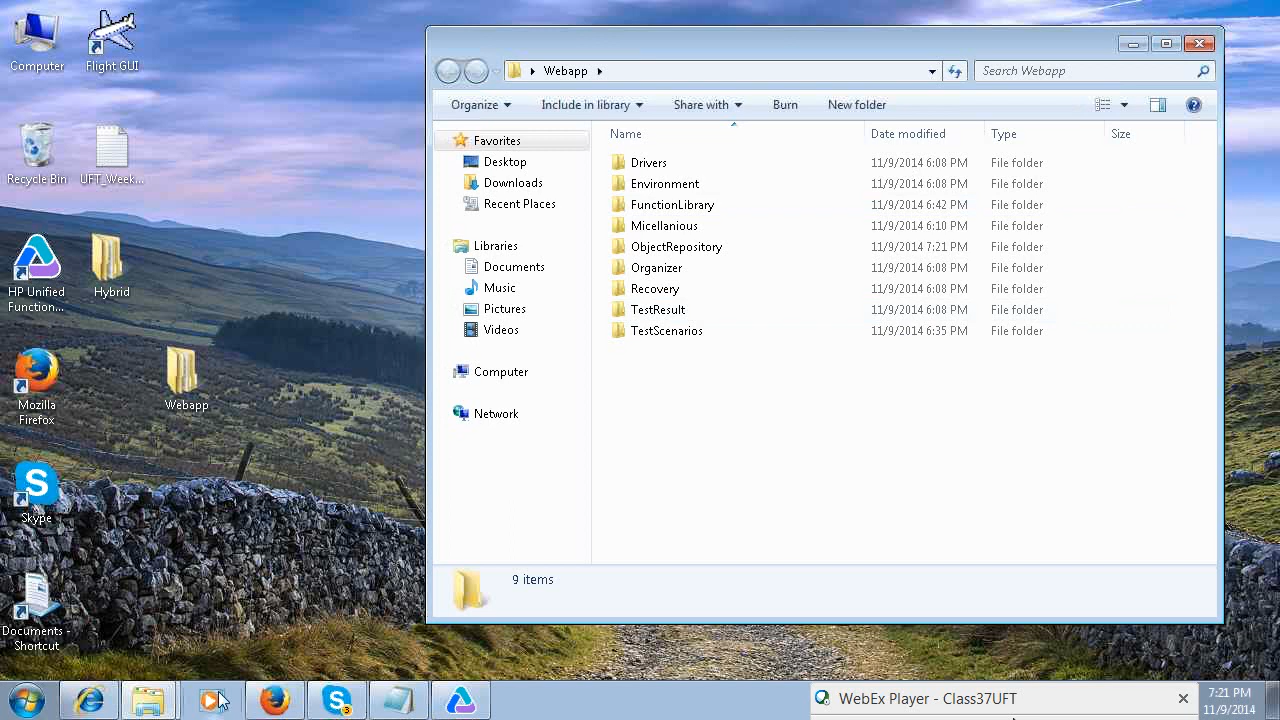 Computer
Flight GUI
Recycle Bin
UFT_Week...
HP Unified
Function...
Hybrid
Mozilla
Firefox
Webapp
Skype
Documents -
Shortcut
Webapp
Search Webapp
Organize
Include in library
Share with
Burn
New folder
Favorites
Desktop
Downloads
Recent Places
Libraries
Documents
Music
Pictures
Videos
Computer
Network
Name Date modified Type Size
Drivers 11/9/2014 6:08 PM File folder
Environment 11/9/2014 6:08 PM File folder
FunctionLibrary 11/9/2014 6:42 PM File folder
Micellanious 11/9/2014 6:10 PM File folder
ObjectRepository 11/9/2014 7:21 PM File folder
Organizer 11/9/2014 6:08 PM File folder
Recovery 11/9/2014 6:08 PM File folder
TestResult 11/9/2014 6:08 PM File folder
TestScenarios 11/9/2014 6:35 PM File folder
9 items
3
WebEx Player - Class37UFT
7:21 PM
11/9/2014